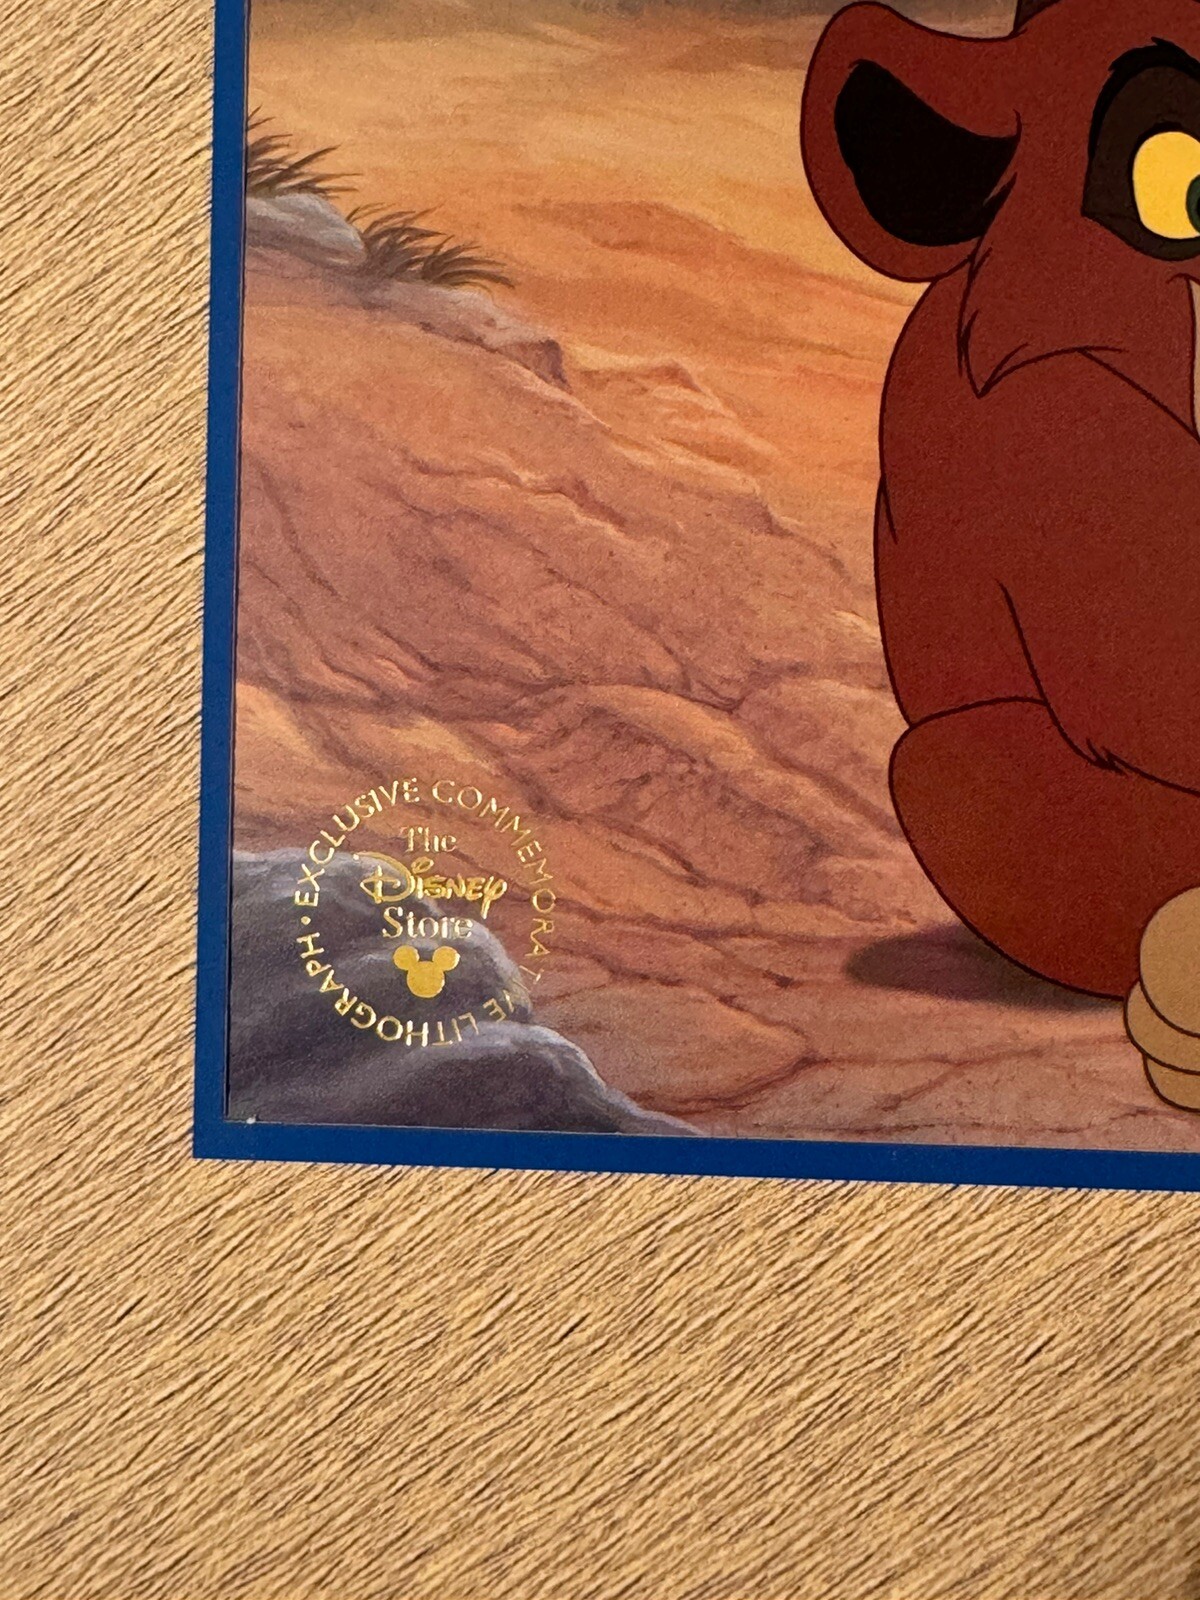 EXCLUSIVE COMMEMORATIVE LITHOGRAPH •
The
Disney
Store